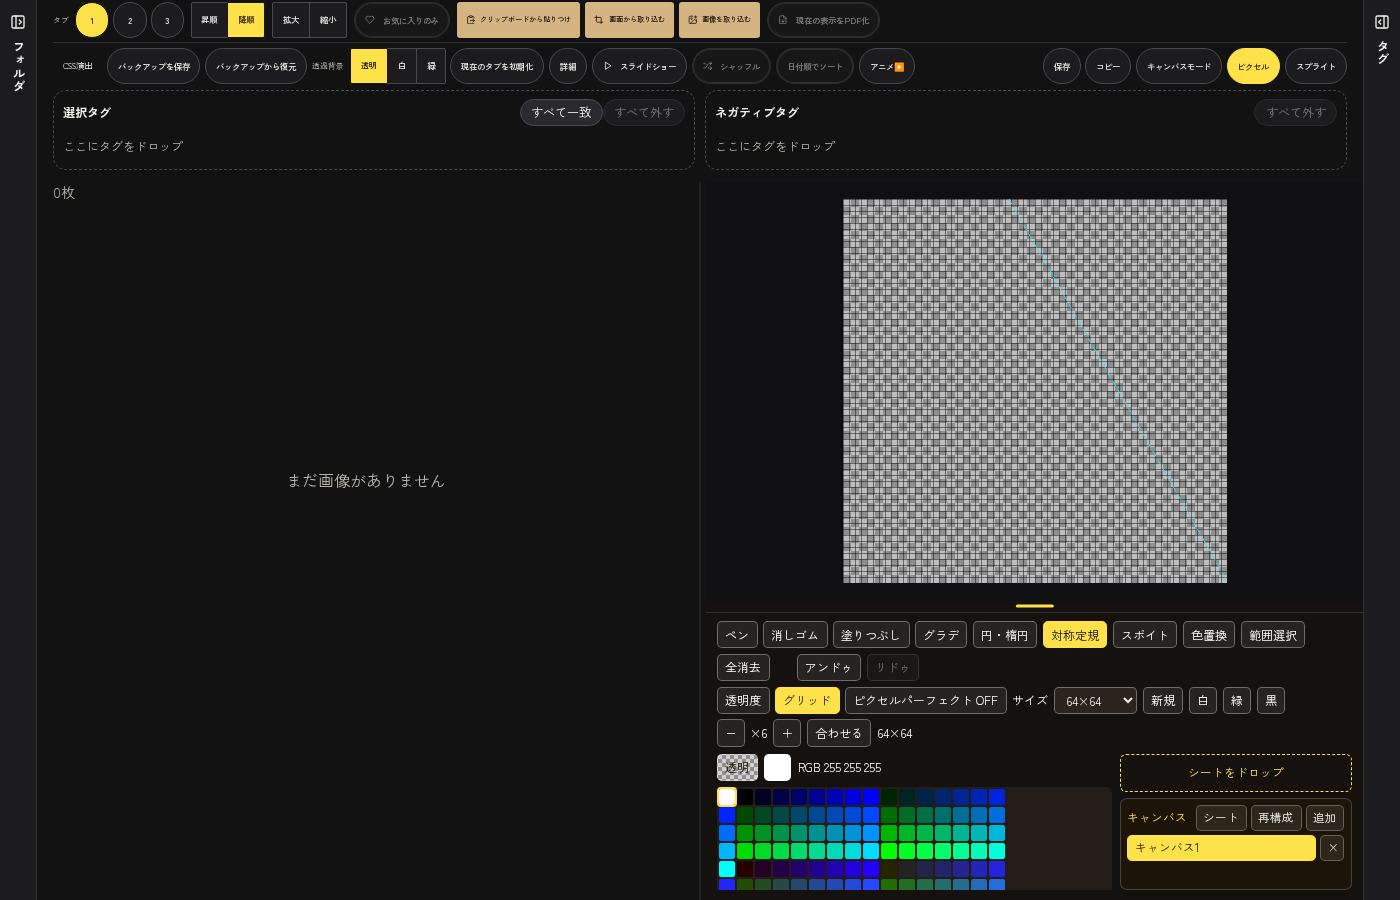 フォルダ
タブ 1 2 3 昇順 降順 拡大 縮小 お気に入りのみ クリップボードから貼りつけ 画面から取り込む 画像を取り込む 現在の表示をPDF化
タグ
CSS演出 バックアップを保存 バックアップから復元 透過背景 透明 白 緑 現在のタブを初期化 詳細 スライドショー シャッフル 日付順でソート アニメ▶️ 保存 コピー キャンバスモード ピクセル スプライト
選択タグ すべて一致 すべて外す
ここにタグをドロップ
ネガティブタグ すべて外す
ここにタグをドロップ
0枚
まだ画像がありません
ペン 消しゴム 塗りつぶし グラデ 円・楕円 対称定規 スポイト 色置換 範囲選択
全消去 アンドゥ リドゥ
透明度 グリッド ピクセルパーフェクト OFF サイズ 64×64 新規 白 緑 黒
− ×6 + 合わせる 64×64
透明 RGB 255 255 255
シートをドロップ
キャンバス シート 再構成 追加
キャンバス1 ×